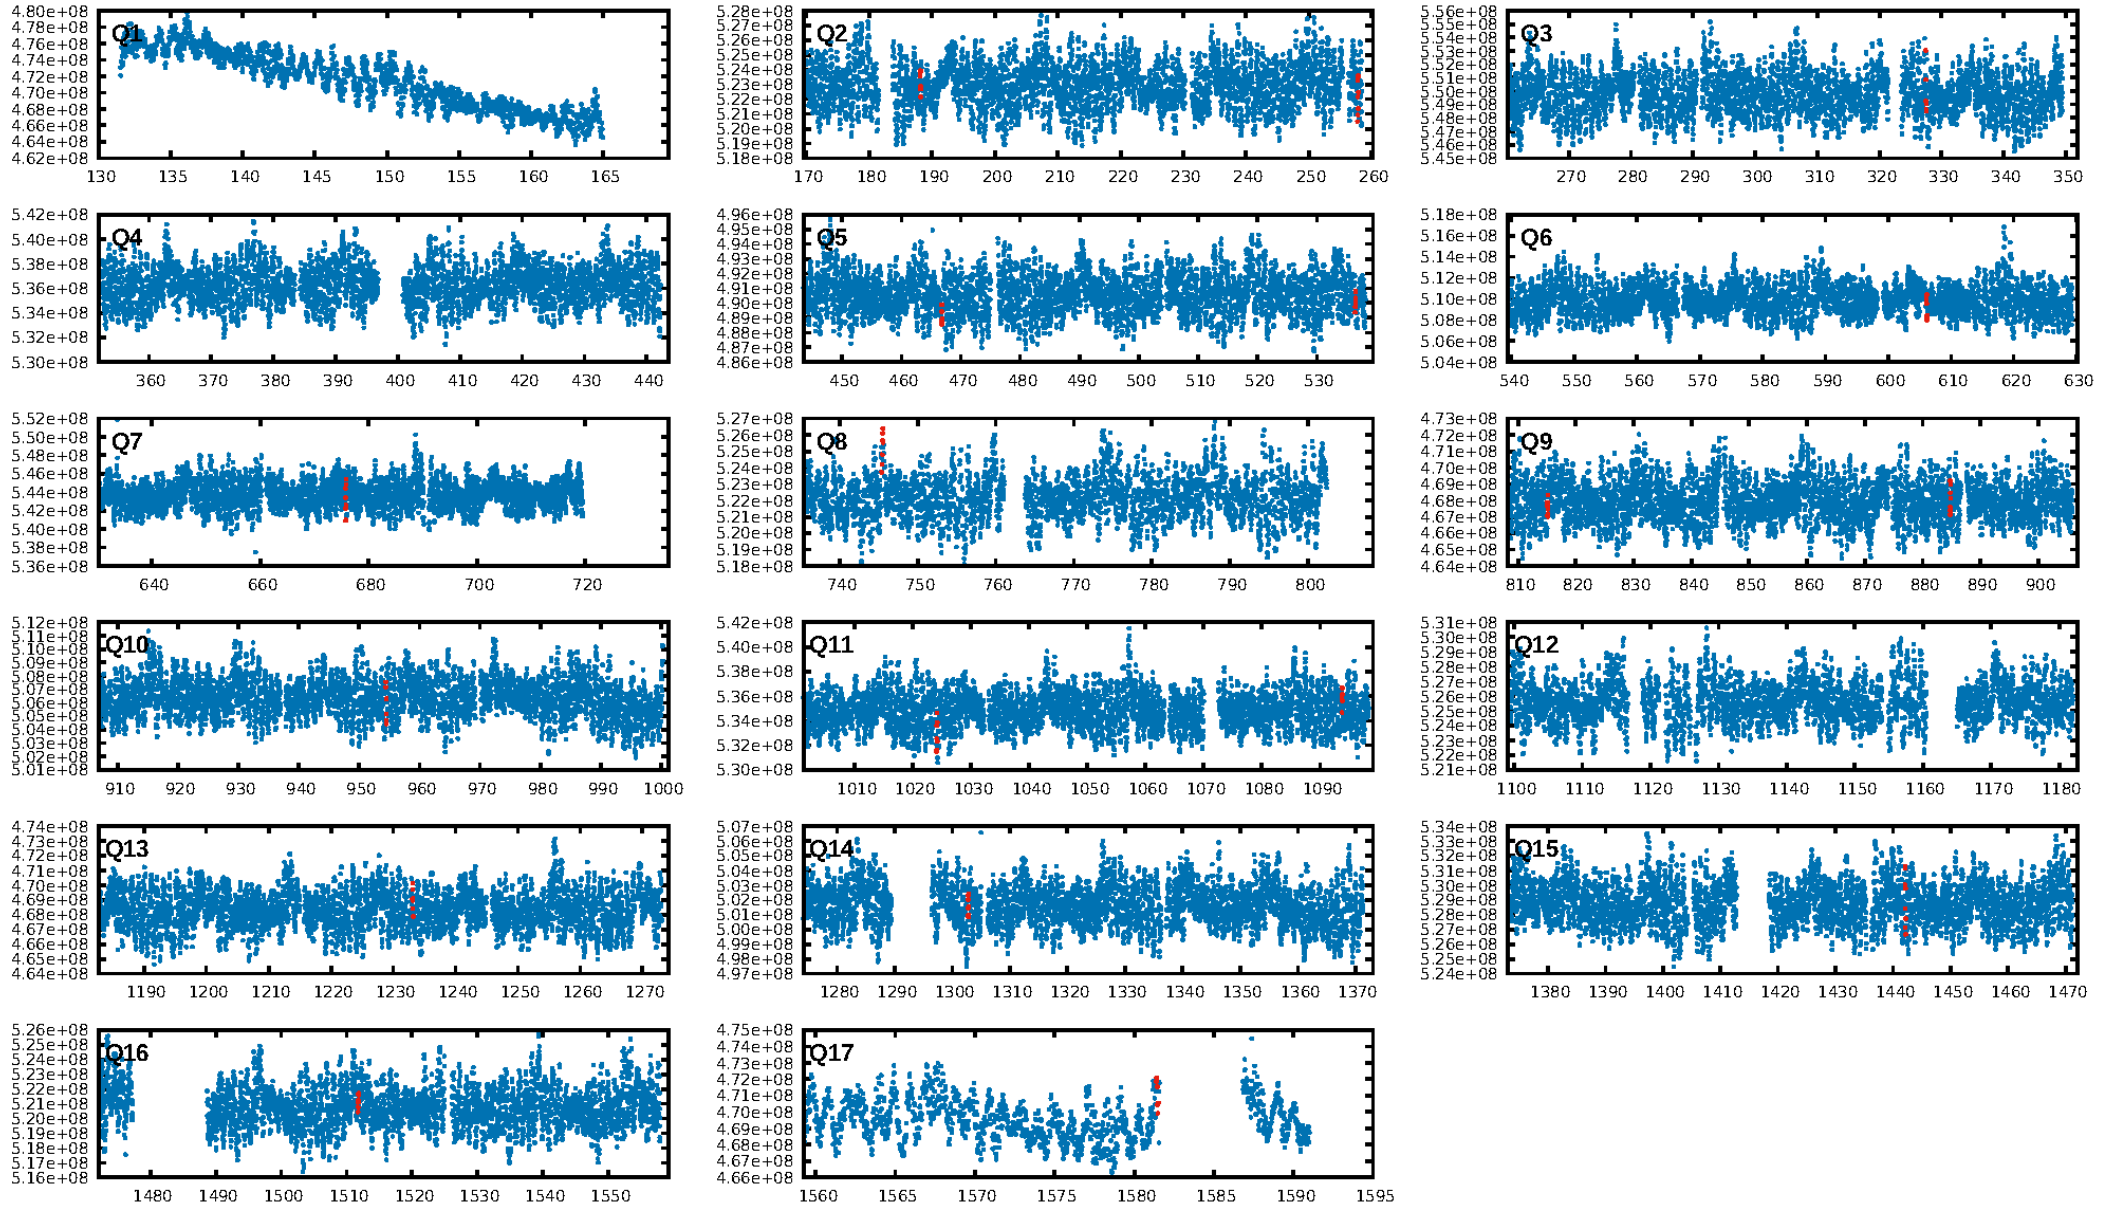 4.80e+08
4.78e+08
4.76e+08
4.74e+08
4.72e+08
4.70e+08
4.68e+08
4.66e+08
4.64e+08
4.62e+08
Q1
130 135 140 145 150 155 160 165
5.28e+08
5.27e+08
5.26e+08
5.25e+08
5.24e+08
5.23e+08
5.22e+08
5.21e+08
5.20e+08
5.19e+08
5.18e+08
Q2
170 180 190 200 210 220 230 240 250 260
5.56e+08
5.55e+08
5.54e+08
5.53e+08
5.52e+08
5.51e+08
5.50e+08
5.49e+08
5.48e+08
5.47e+08
5.46e+08
5.45e+08
Q3
270 280 290 300 310 320 330 340 350
5.42e+08
5.40e+08
5.38e+08
5.36e+08
5.34e+08
5.32e+08
5.30e+08
Q4
360 370 380 390 400 410 420 430 440
4.96e+08
4.95e+08
4.94e+08
4.93e+08
4.92e+08
4.91e+08
4.90e+08
4.89e+08
4.88e+08
4.87e+08
4.86e+08
Q5
450 460 470 480 490 500 510 520 530
5.18e+08
5.16e+08
5.14e+08
5.12e+08
5.10e+08
5.08e+08
5.06e+08
5.04e+08
Q6
540 550 560 570 580 590 600 610 620 630
5.52e+08
5.50e+08
5.48e+08
5.46e+08
5.44e+08
5.42e+08
5.40e+08
5.38e+08
5.36e+08
Q7
640 660 680 700 720
5.27e+08
5.26e+08
5.25e+08
5.24e+08
5.23e+08
5.22e+08
5.21e+08
5.20e+08
5.19e+08
5.18e+08
Q8
740 750 760 770 780 790 800
4.73e+08
4.72e+08
4.71e+08
4.70e+08
4.69e+08
4.68e+08
4.67e+08
4.66e+08
4.65e+08
4.64e+08
Q9
810 820 830 840 850 860 870 880 890 900
5.12e+08
5.11e+08
5.10e+08
5.09e+08
5.08e+08
5.07e+08
5.06e+08
5.05e+08
5.04e+08
5.03e+08
5.02e+08
5.01e+08
Q10
910 920 930 940 950 960 970 980 990 1000
5.42e+08
5.40e+08
5.38e+08
5.36e+08
5.34e+08
5.32e+08
5.30e+08
Q11
1010 1020 1030 1040 1050 1060 1070 1080 1090
5.31e+08
5.30e+08
5.29e+08
5.28e+08
5.27e+08
5.26e+08
5.25e+08
5.24e+08
5.23e+08
5.22e+08
5.21e+08
Q12
1100 1110 1120 1130 1140 1150 1160 1170 1180
4.74e+08
4.73e+08
4.72e+08
4.71e+08
4.70e+08
4.69e+08
4.68e+08
4.67e+08
4.66e+08
4.65e+08
4.64e+08
Q13
1190 1200 1210 1220 1230 1240 1250 1260 1270
5.07e+08
5.06e+08
5.05e+08
5.04e+08
5.03e+08
5.02e+08
5.01e+08
5.00e+08
4.99e+08
4.98e+08
4.97e+08
Q14
1280 1290 1300 1310 1320 1330 1340 1350 1360 1370
5.34e+08
5.33e+08
5.32e+08
5.31e+08
5.30e+08
5.29e+08
5.28e+08
5.27e+08
5.26e+08
5.25e+08
5.24e+08
Q15
1380 1390 1400 1410 1420 1430 1440 1450 1460 1470
5.26e+08
5.25e+08
5.24e+08
5.23e+08
5.22e+08
5.21e+08
5.20e+08
5.19e+08
5.18e+08
5.17e+08
5.16e+08
Q16
1480 1490 1500 1510 1520 1530 1540 1550
4.75e+08
4.74e+08
4.73e+08
4.72e+08
4.71e+08
4.70e+08
4.69e+08
4.68e+08
4.67e+08
4.66e+08
Q17
1560 1565 1570 1575 1580 1585 1590 1595